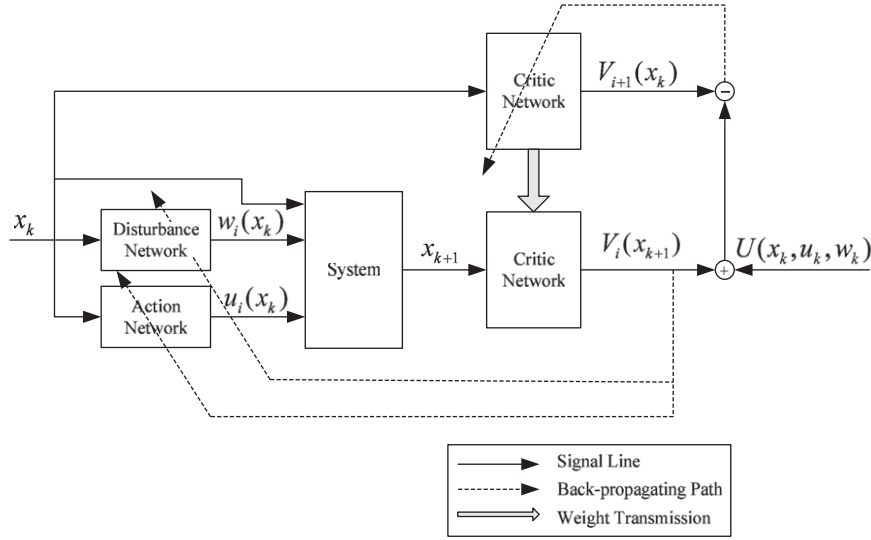 Critic
Network
V_{i+1}(x_k)
−
x_k
Disturbance
Network
w_i(x_k)
Action
Network
u_i(x_k)
System
x_{k+1}
Critic
Network
V_i(x_{k+1})
+
U(x_k, u_k, w_k)
Signal Line
Back-propagating Path
Weight Transmission